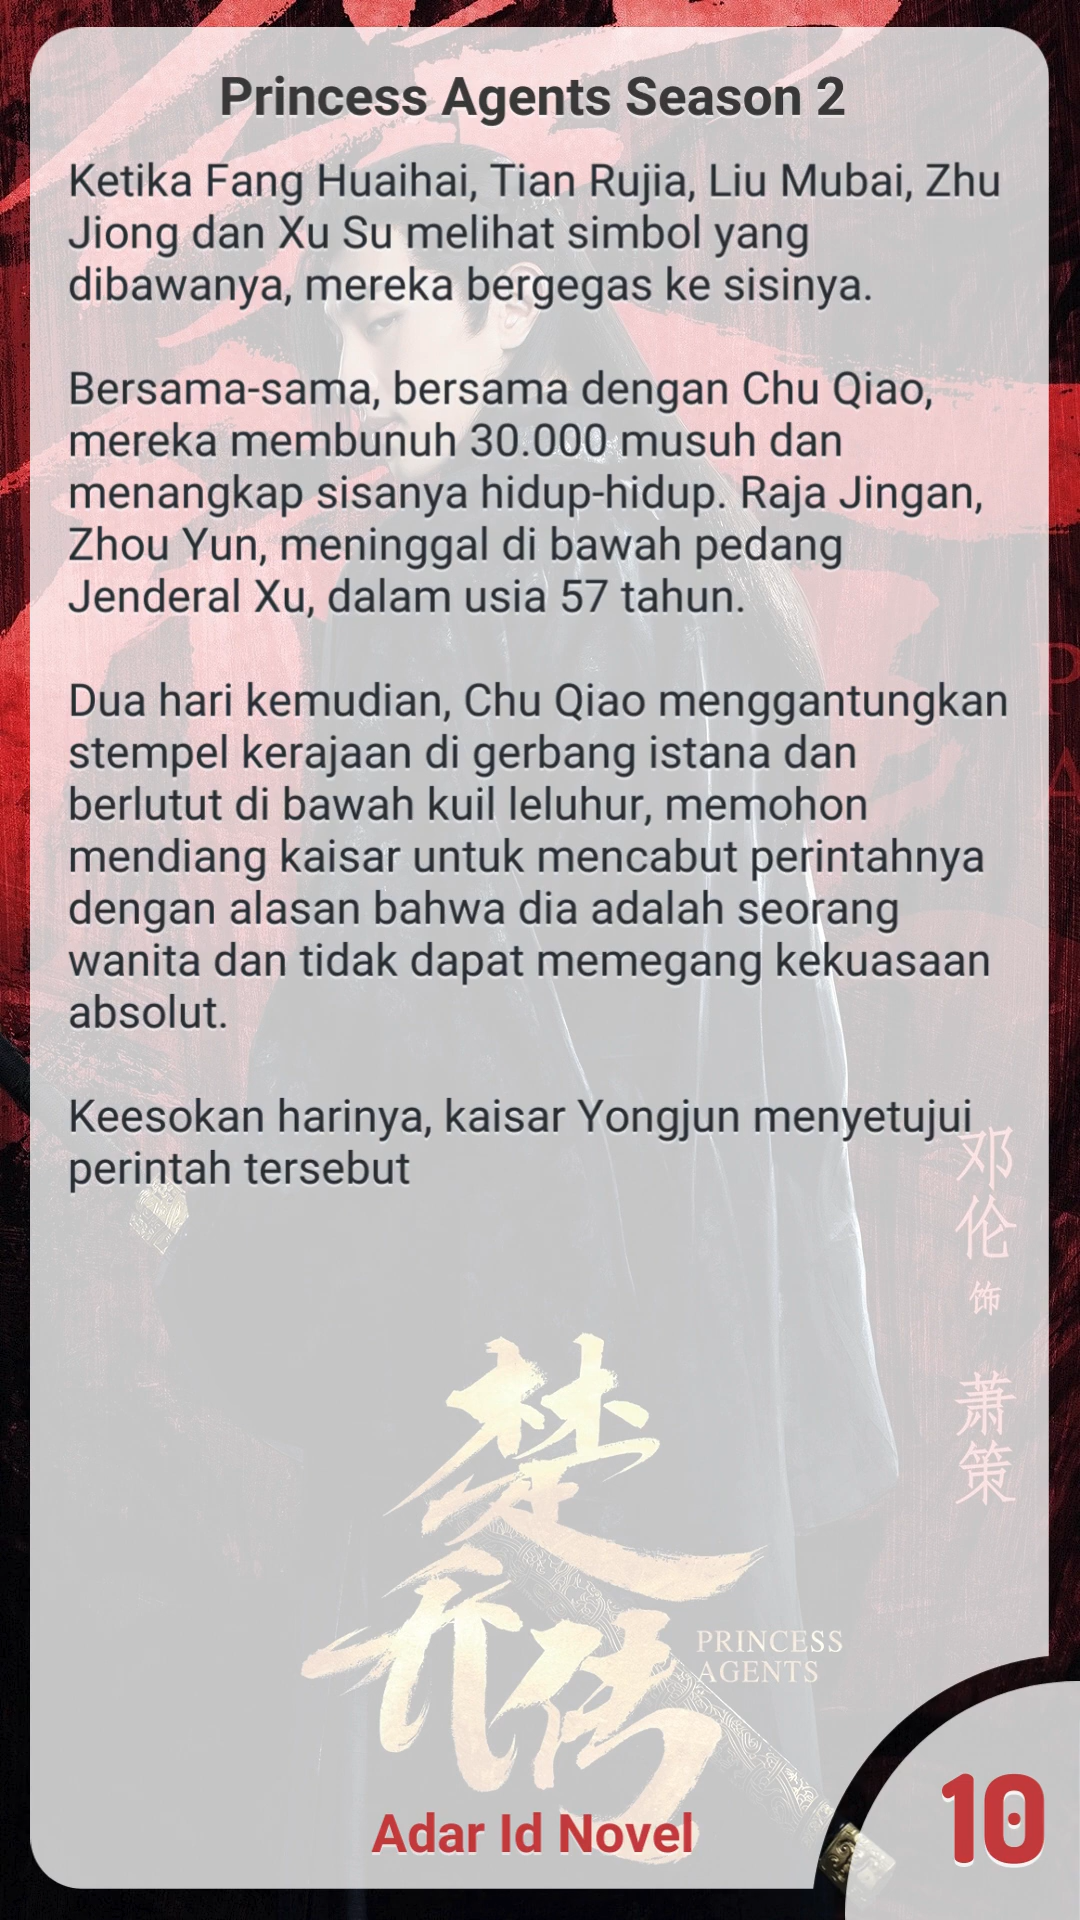 Princess Agents Season 2
Ketika Fang Huaihai, Tian Rujia, Liu Mubai, Zhu
Jiong dan Xu Su melihat simbol yang
dibawanya, mereka bergegas ke sisinya.
Bersama-sama, bersama dengan Chu Qiao,
mereka membunuh 30.000 musuh dan
menangkap sisanya hidup-hidup. Raja Jingan,
Zhou Yun, meninggal di bawah pedang
Jenderal Xu, dalam usia 57 tahun.
Dua hari kemudian, Chu Qiao menggantungkan
stempel kerajaan di gerbang istana dan
berlutut di bawah kuil leluhur, memohon
mendiang kaisar untuk mencabut perintahnya
dengan alasan bahwa dia adalah seorang
wanita dan tidak dapat memegang kekuasaan
absolut.
Keesokan harinya, kaisar Yongjun menyetujui
perintah tersebut
邓伦 饰 萧策
楚乔传
PRINCESS
AGENTS
Adar Id Novel
10